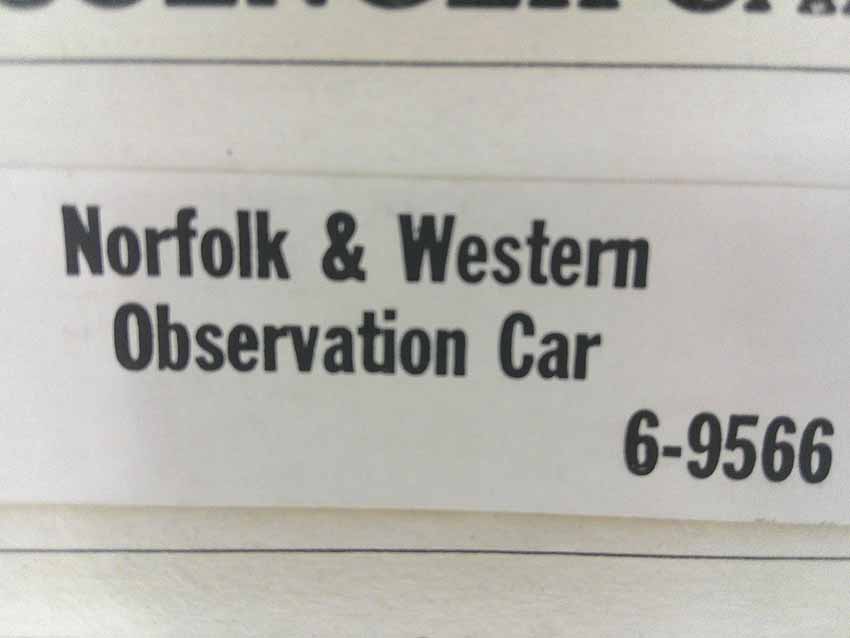 Norfolk & Western
Observation Car
6-9566